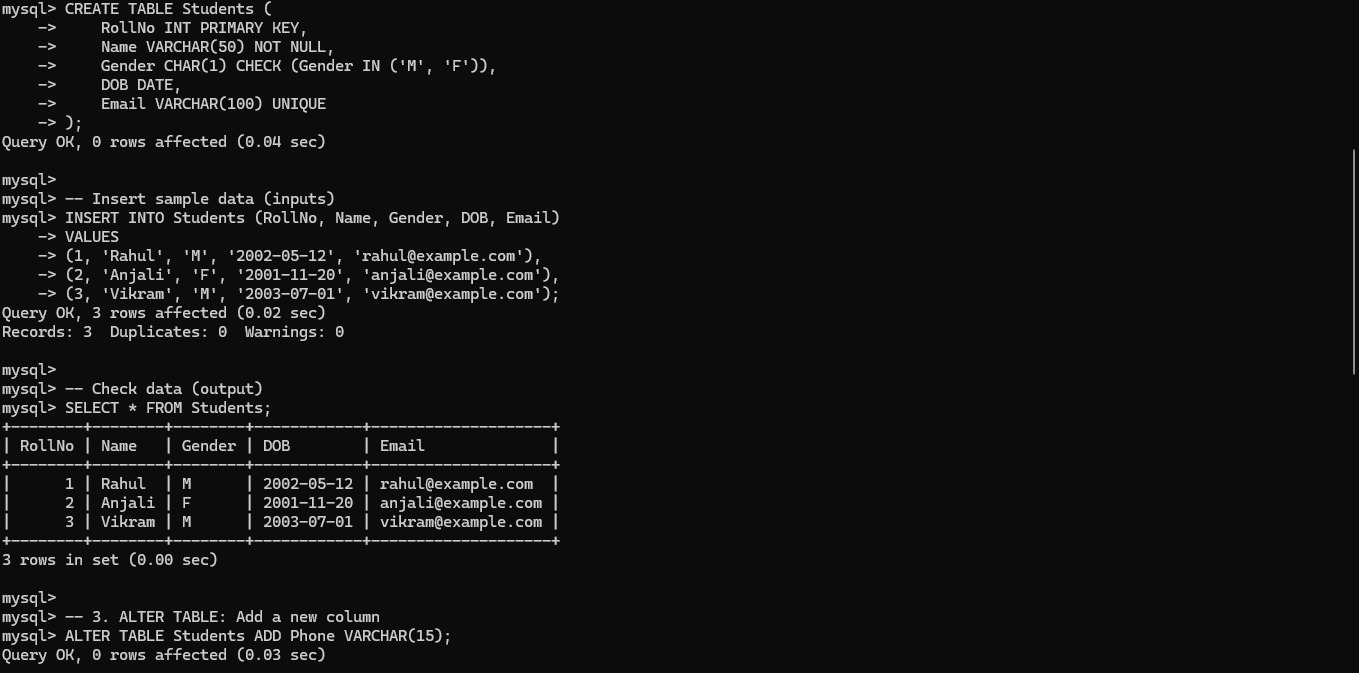 mysql> CREATE TABLE Students (
    ->     RollNo INT PRIMARY KEY,
    ->     Name VARCHAR(50) NOT NULL,
    ->     Gender CHAR(1) CHECK (Gender IN ('M', 'F')),
    ->     DOB DATE,
    ->     Email VARCHAR(100) UNIQUE
    -> );
Query OK, 0 rows affected (0.04 sec)

mysql>
mysql> -- Insert sample data (inputs)
mysql> INSERT INTO Students (RollNo, Name, Gender, DOB, Email)
    -> VALUES
    -> (1, 'Rahul', 'M', '2002-05-12', 'rahul@example.com'),
    -> (2, 'Anjali', 'F', '2001-11-20', 'anjali@example.com'),
    -> (3, 'Vikram', 'M', '2003-07-01', 'vikram@example.com');
Query OK, 3 rows affected (0.02 sec)
Records: 3  Duplicates: 0  Warnings: 0

mysql>
mysql> -- Check data (output)
mysql> SELECT * FROM Students;
+--------+--------+--------+------------+--------------------+
| RollNo | Name   | Gender | DOB        | Email              |
+--------+--------+--------+------------+--------------------+
|      1 | Rahul  | M      | 2002-05-12 | rahul@example.com  |
|      2 | Anjali | F      | 2001-11-20 | anjali@example.com |
|      3 | Vikram | M      | 2003-07-01 | vikram@example.com |
+--------+--------+--------+------------+--------------------+
3 rows in set (0.00 sec)

mysql>
mysql> -- 3. ALTER TABLE: Add a new column
mysql> ALTER TABLE Students ADD Phone VARCHAR(15);
Query OK, 0 rows affected (0.03 sec)